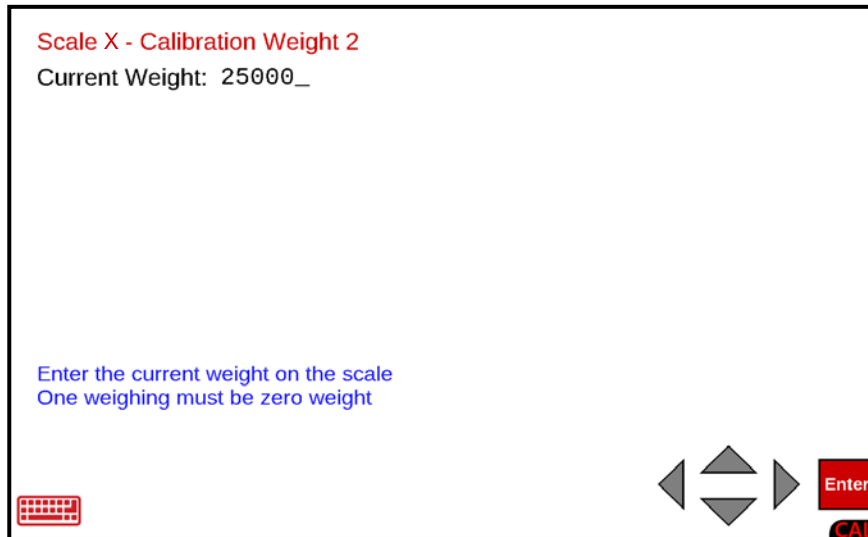 Scale X - Calibration Weight 2
Current Weight: 25000_
Enter the current weight on the scale
One weighing must be zero weight
Enter